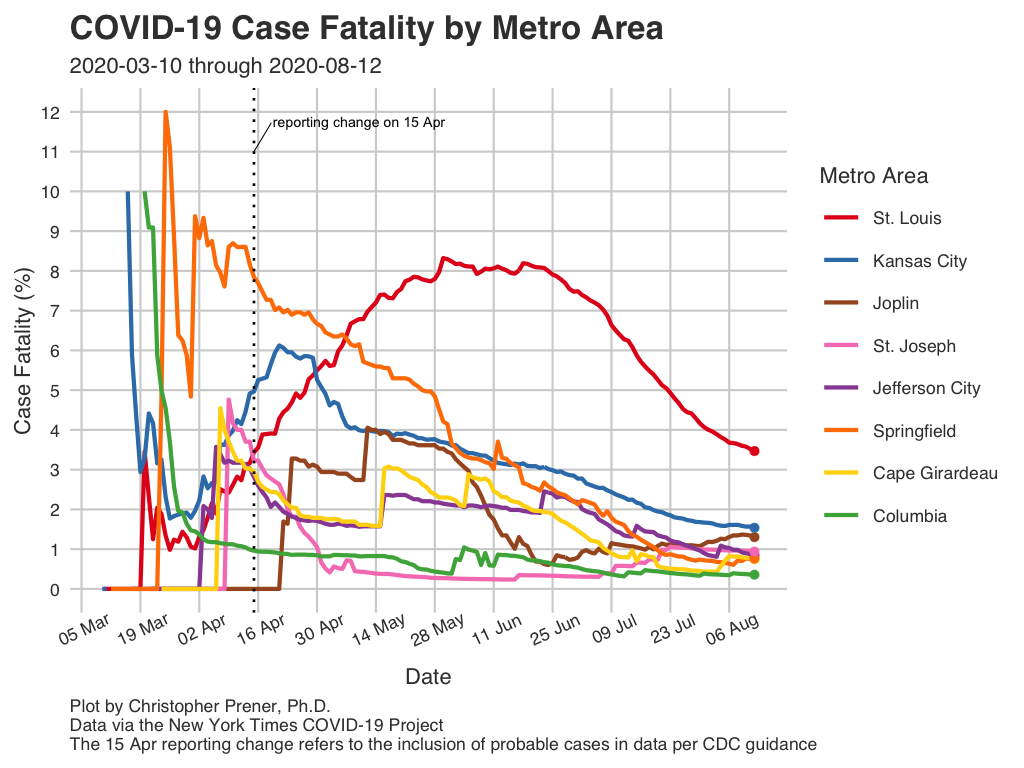 COVID-19 Case Fatality by Metro Area
2020-03-10 through 2020-08-12
Case Fatality (%)
12
11
10
9
8
7
6
5
4
3
2
1
0
reporting change on 15 Apr
05 Mar
19 Mar
02 Apr
16 Apr
30 Apr
14 May
28 May
11 Jun
25 Jun
09 Jul
23 Jul
06 Aug
Date
Metro Area
St. Louis
Kansas City
Joplin
St. Joseph
Jefferson City
Springfield
Cape Girardeau
Columbia
Plot by Christopher Prener, Ph.D.
Data via the New York Times COVID-19 Project
The 15 Apr reporting change refers to the inclusion of probable cases in data per CDC guidance